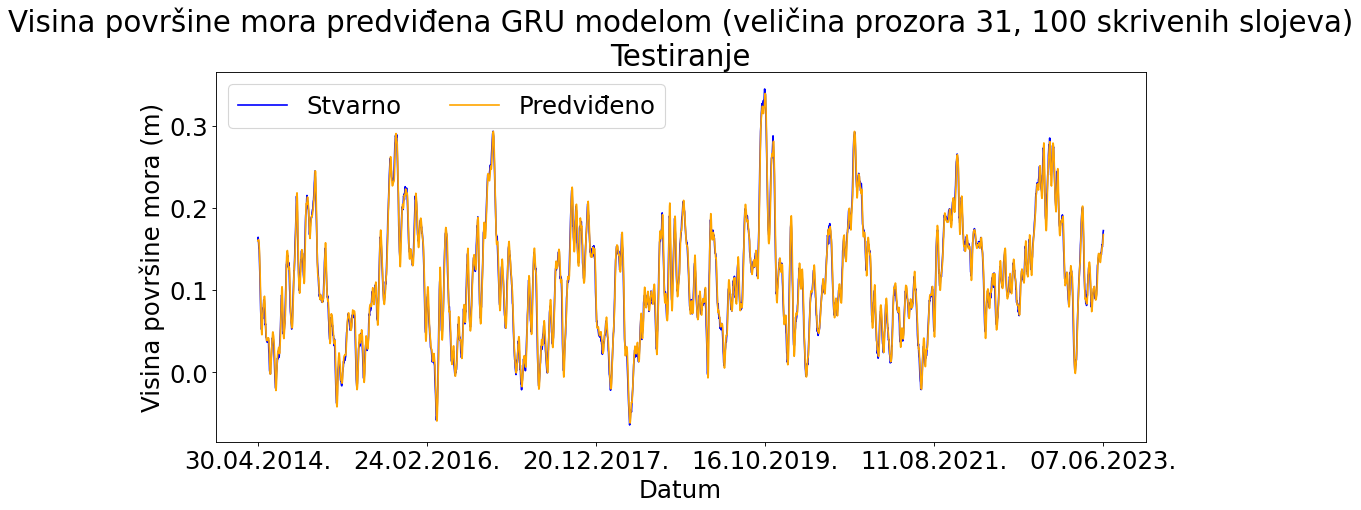 Visina površine mora predviđena GRU modelom (veličina prozora 31, 100 skrivenih slojeva)
Testiranje
Stvarno
Predviđeno
Visina površine mora (m)
0.3
0.2
0.1
0.0
30.04.2014.
24.02.2016.
20.12.2017.
16.10.2019.
11.08.2021.
07.06.2023.
Datum